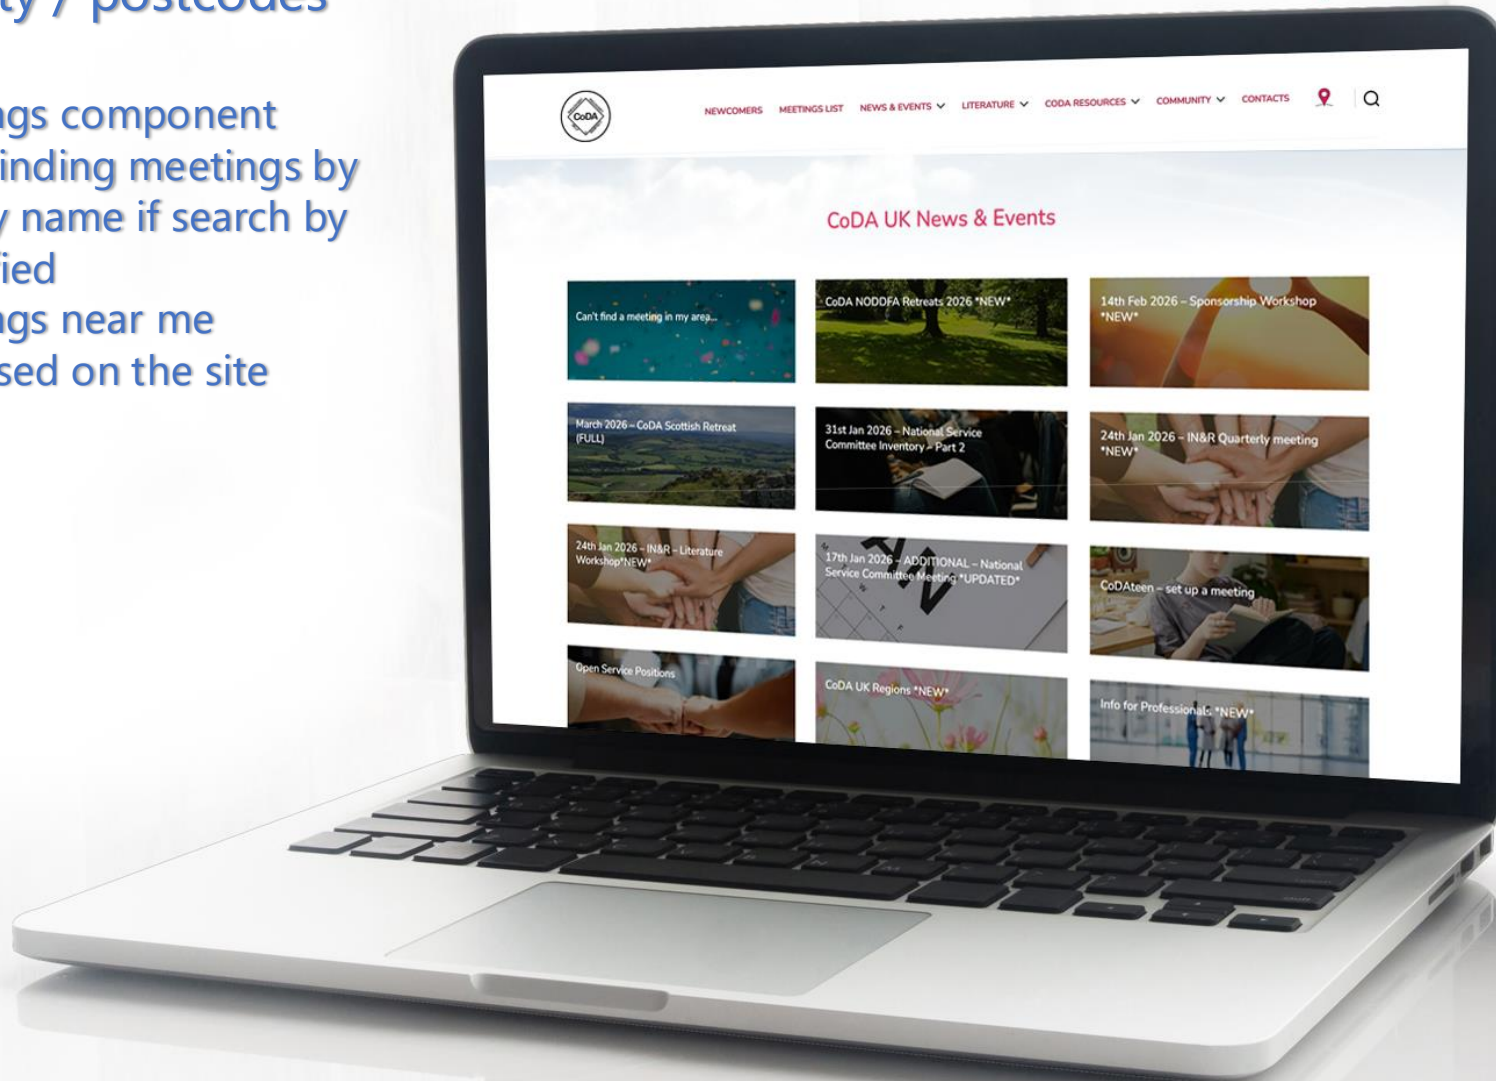 ty / postcodes
ngs component
finding meetings by
y name if search by
fied
ngs near me
sed on the site
CoDA
NEWCOMERS MEETINGS LIST NEWS & EVENTS LITERATURE CODA RESOURCES COMMUNITY CONTACTS
CoDA UK News & Events
Can't find a meeting in my area...
CoDA NODDFA Retreats 2026 *NEW*
14th Feb 2026 – Sponsorship Workshop
*NEW*
March 2026 – CoDA Scottish Retreat
(FULL)
31st Jan 2026 – National Service
Committee Inventory – Part 2
24th Jan 2026 – IN&R Quarterly meeting
*NEW*
24th Jan 2026 – IN&R – Literature
Workshop*NEW*
17th Jan 2026 – ADDITIONAL – National
Service Committee Meeting *UPDATED*
CoDAteen – set up a meeting
Open Service Positions
CoDA UK Regions *NEW*
Info for Professionals *NEW*